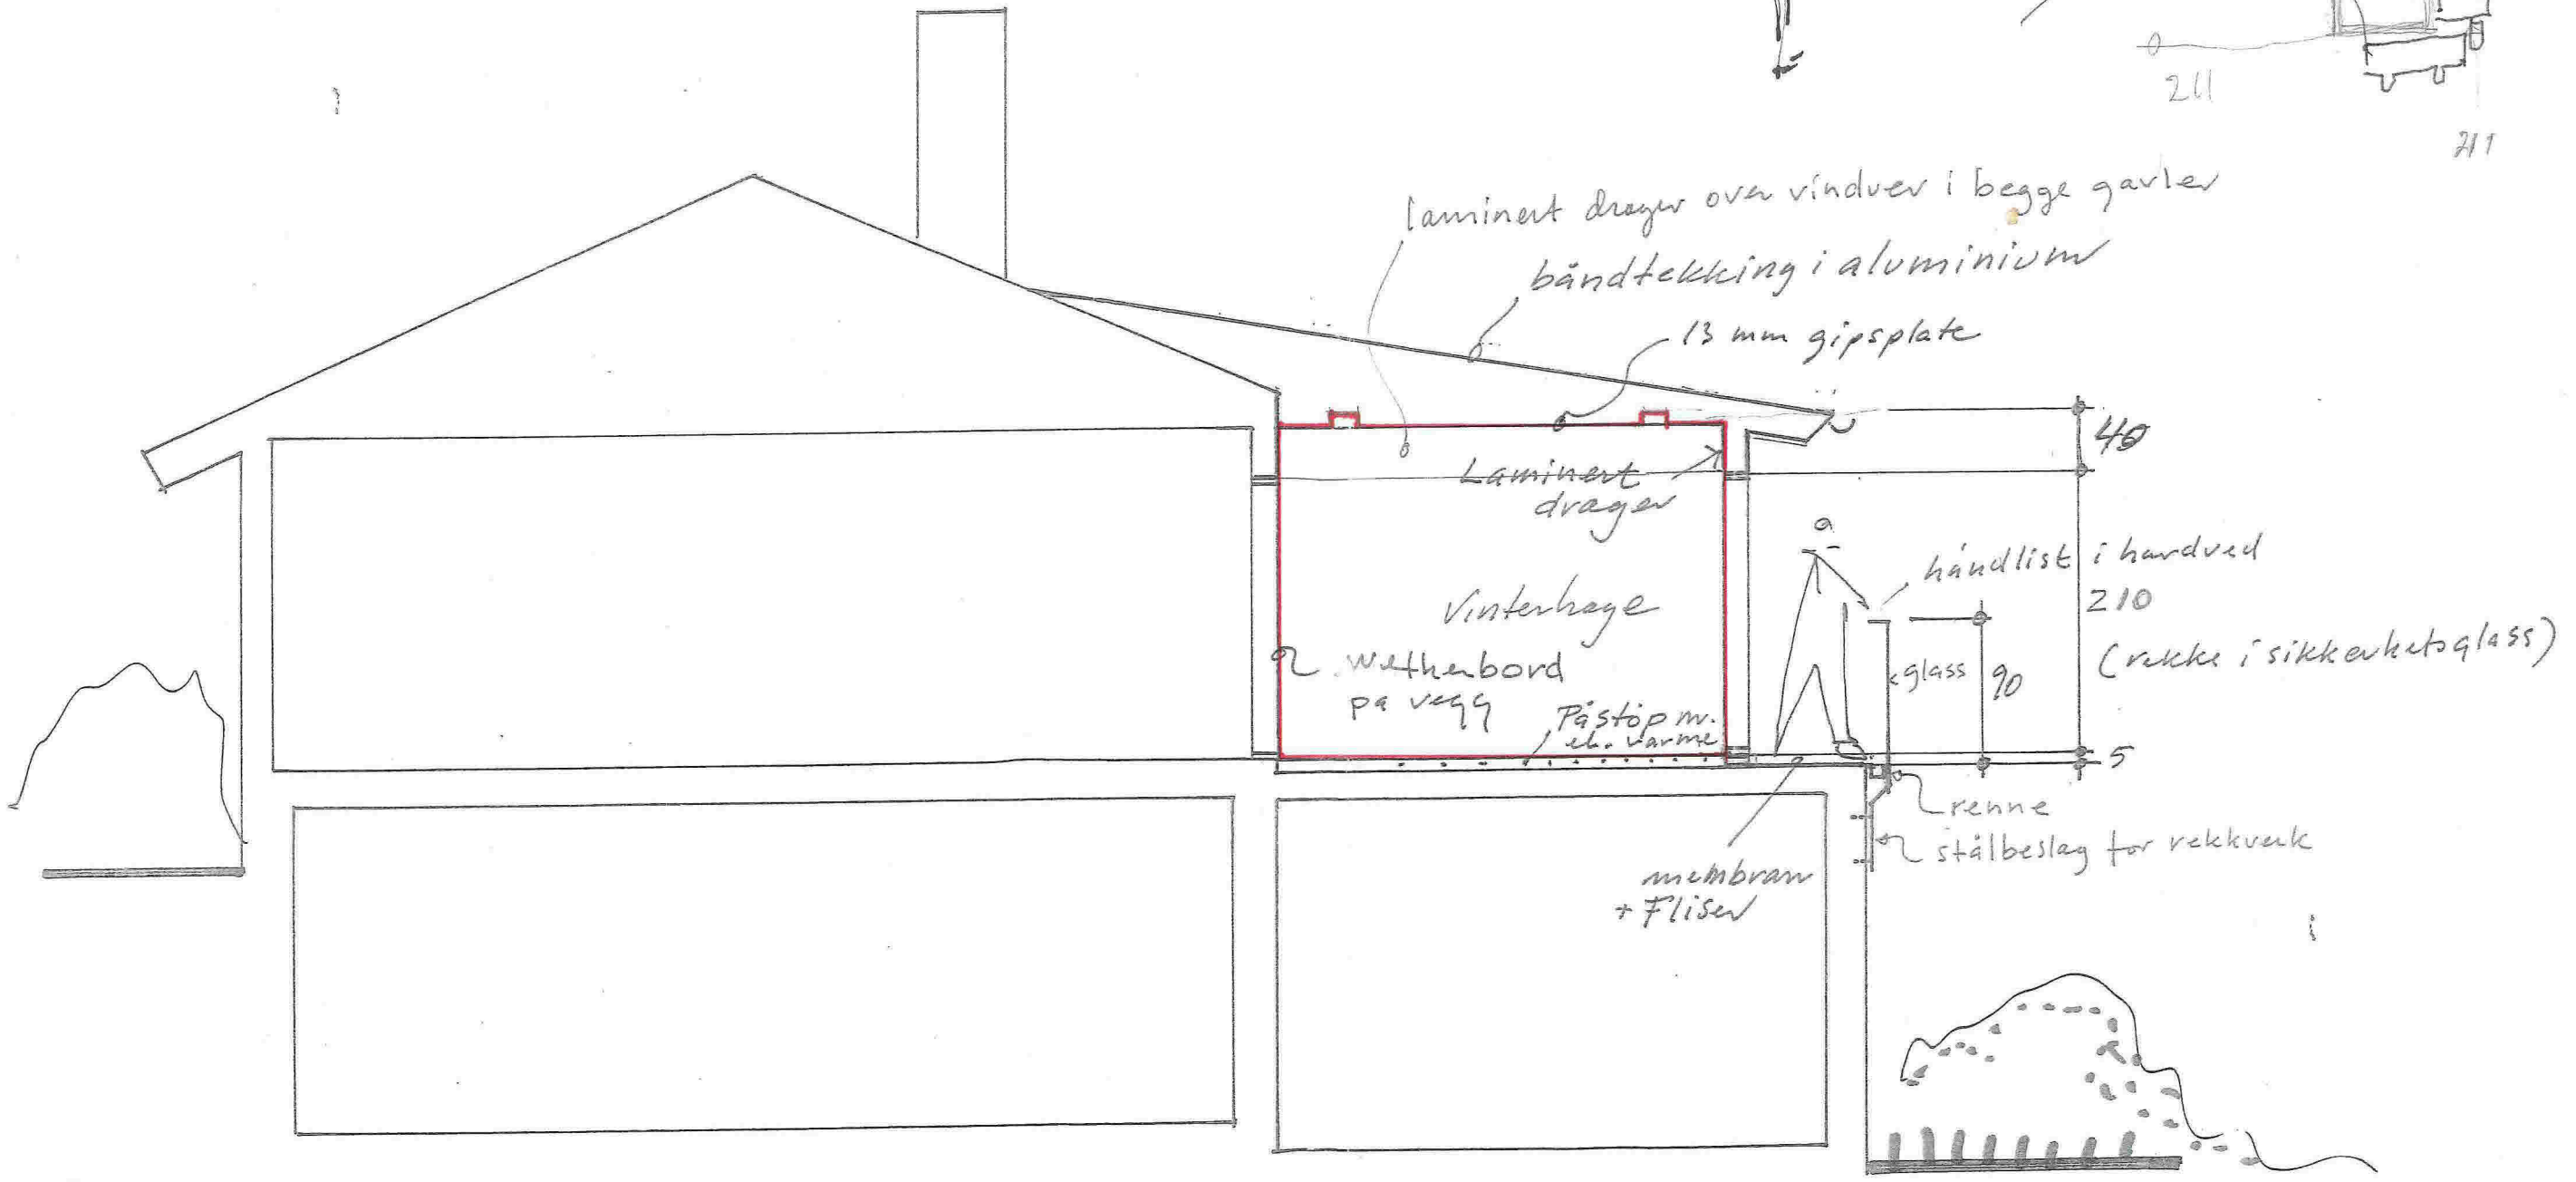 211
211
laminert drager over vinduer i begge gavler
båndtekking i aluminium
13 mm gipsplate
40
Laminert
drager
håndlist i hardved
210
Vinterhage
(rekke i sikkerhetsglass)
glass
90
Wetherbord
på vegg
Påstøp m.
el. varme
5
renne
stålbeslag for rekkverk
membran
+ Fliser